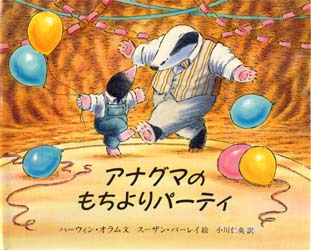 アナグマの
もちよりパーティ
ハーウィン・オラム文 スーザン・バーレイ絵 小川仁央訳